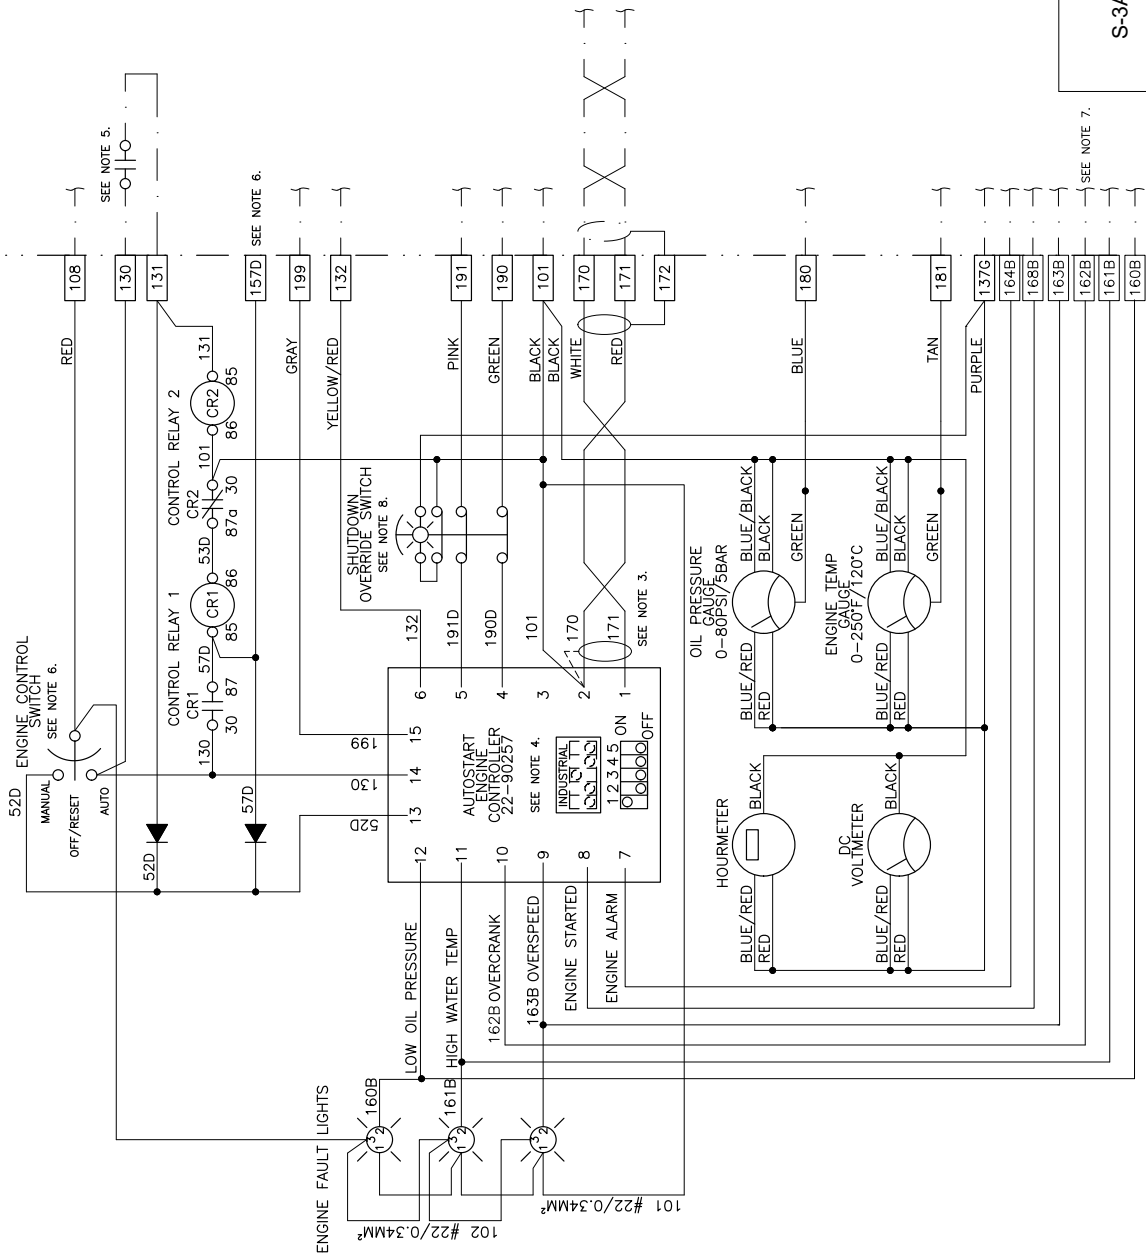 S-3A
SEE NOTE 5.
108
130
131
157D
SEE NOTE 6.
199
132
191
190
101
170
171
172
180
181
137G
164B
168B
163B
162B
161B
160B
SEE NOTE 7.
RED
GRAY
YELLOW/RED
PINK
GREEN
BLACK
BLACK
WHITE
RED
BLUE
TAN
PURPLE
ENGINE CONTROL
SWITCH
SEE NOTE 6.
52D
MANUAL
OFF/RESET
AUTO
52D
57D
CONTROL RELAY 1
CR1
130
30
87
57D
85
CR1
86
53D
CONTROL RELAY 2
CR2
87a
30
101
86
CR2
85
131
SHUTDOWN
OVERRIDE SWITCH
SEE NOTE 8.
132
191D
190D
101
170
171
SEE NOTE 3.
199
130
52D
15
14
13
6
5
4
3
2
1
12
11
10
9
8
7
AUTOSTART
ENGINE
CONTROLLER
22-90257
SEE NOTE 4.
INDUSTRIAL
1 2 3 4 5
ON
OFF
LOW OIL PRESSURE
HIGH WATER TEMP
162B OVERCRANK
163B OVERSPEED
ENGINE STARTED
ENGINE ALARM
ENGINE FAULT LIGHTS
160B
161B
1 3 2
1 3 2
1 3 2
102 #22/0.34MM²
101 #22/0.34MM²
OIL PRESSURE
GAUGE
0-80PSI/5BAR
BLUE/RED
RED
BLUE/BLACK
BLACK
GREEN
ENGINE TEMP
GAUGE
0-250°F/120°C
BLUE/RED
RED
BLUE/BLACK
BLACK
GREEN
HOURMETER
BLUE/RED
RED
BLACK
DC
VOLTMETER
BLUE/RED
RED
BLACK